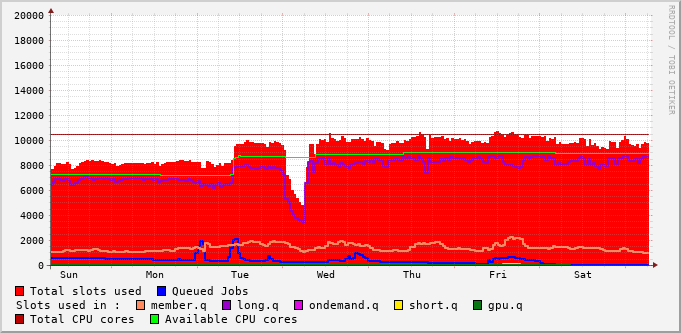 RRDTOOL / TOBI OETIKER
20000
18000
16000
14000
12000
10000
8000
6000
4000
2000
0
Sun Mon Tue Wed Thu Fri Sat
Total slots used Queued Jobs
Slots used in : member.q long.q ondemand.q short.q gpu.q
Total CPU cores Available CPU cores